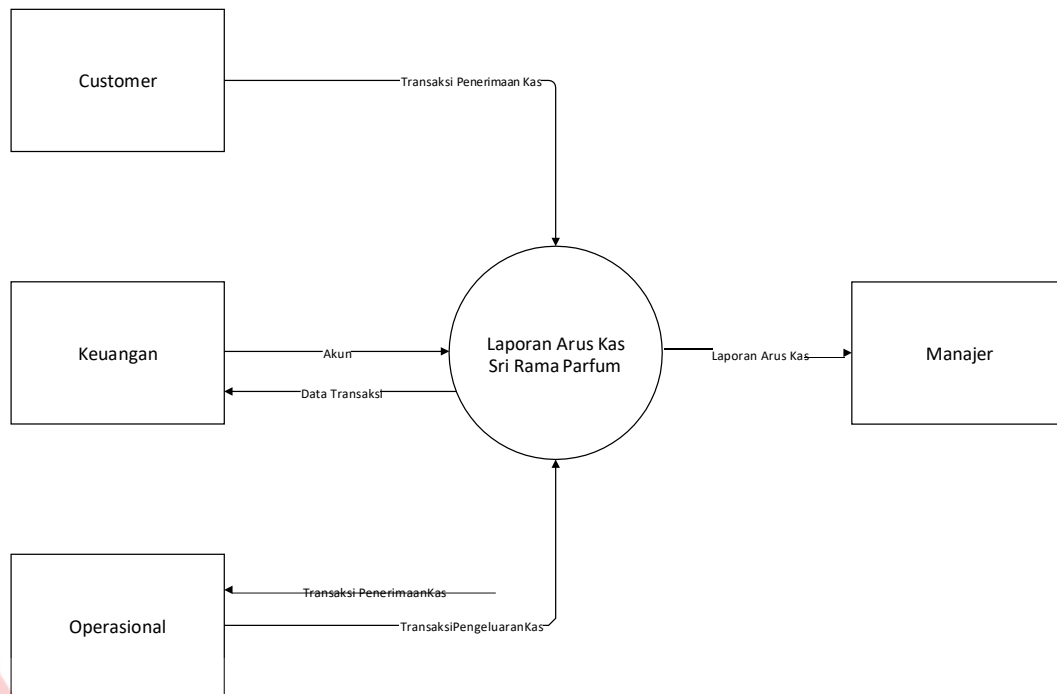 Customer
Transaksi Penerimaan Kas
Keuangan
Akun
Data Transaksi
Laporan Arus Kas
Sri Rama Parfum
Laporan Arus Kas
Manajer
Operasional
Transaksi PenerimaanKas
TransaksiPengeluaranKas